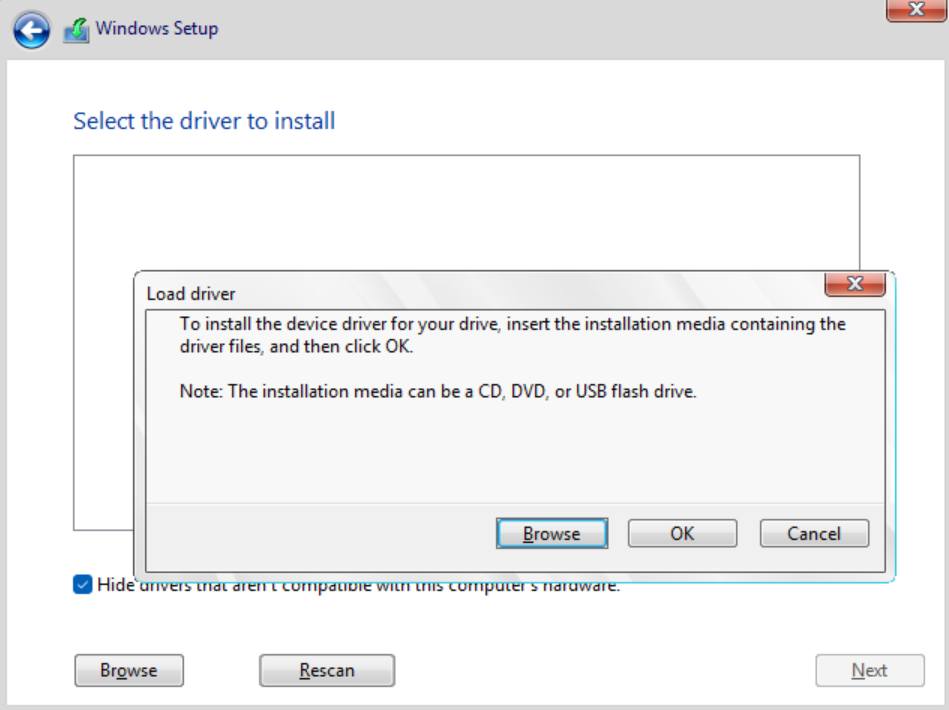 Windows Setup
Select the driver to install
Load driver
To install the device driver for your drive, insert the installation media containing the
driver files, and then click OK.
Note: The installation media can be a CD, DVD, or USB flash drive.
Browse
OK
Cancel
Hide drivers that aren't compatible with this computer's hardware.
Browse
Rescan
Next